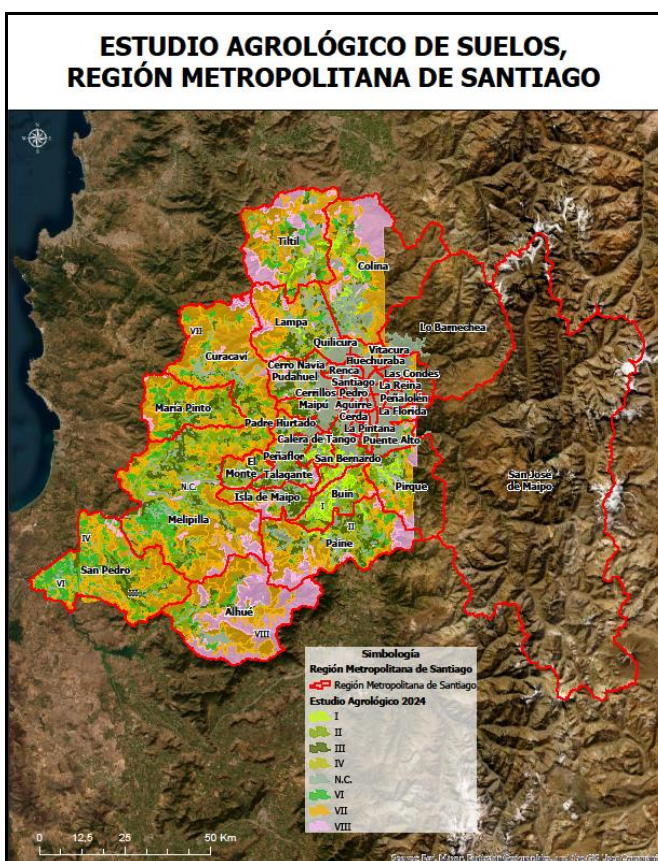 ESTUDIO AGROLÓGICO DE SUELOS,
REGIÓN METROPOLITANA DE SANTIAGO
N
Tiltil
Colina
Lo Barnechea
Lampa
VII
Quilicura
Curacaví
Vitacura
Huechuraba
Cerro Navia
Renca
Las Condes
Pudahuel
Santiago
La Reina
Cerrillos
Pedro
Peñalolén
María Pinto
Maipú
Aguirre
La Florida
Cerda
Padre Hurtado
La Pintana
Calera de Tango
Puente Alto
El
Peñaflor
San Bernardo
Monte
Talagante
Pirque
San José
de Maipo
N.C.
Isla de Maipo
Buin
I
Melipilla
II
IV
Paine
San Pedro
VI
III
Alhué
VIII
Simbología
Región Metropolitana de Santiago
Región Metropolitana de Santiago
Estudio Agrológico 2024
I
II
III
IV
N.C.
VI
VII
VIII
0 12,5 25 50 Km